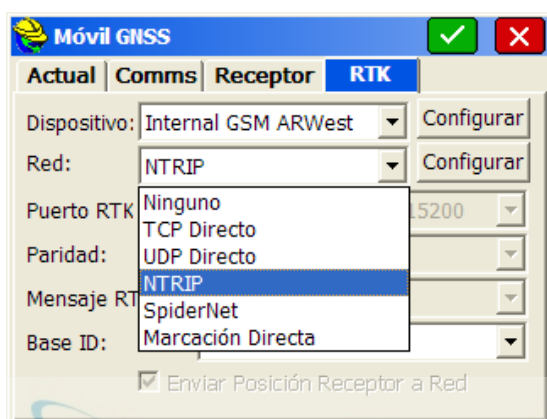 Móvil GNSS
Actual Comms Receptor RTK
Dispositivo: Internal GSM ARWest Configurar
Red: NTRIP Configurar
Puerto RTK 15200
Ninguno
TCP Directo
Paridad: UDP Directo
NTRIP
Mensaje RT SpiderNet
Base ID: Marcación Directa
Enviar Posición Receptor a Red